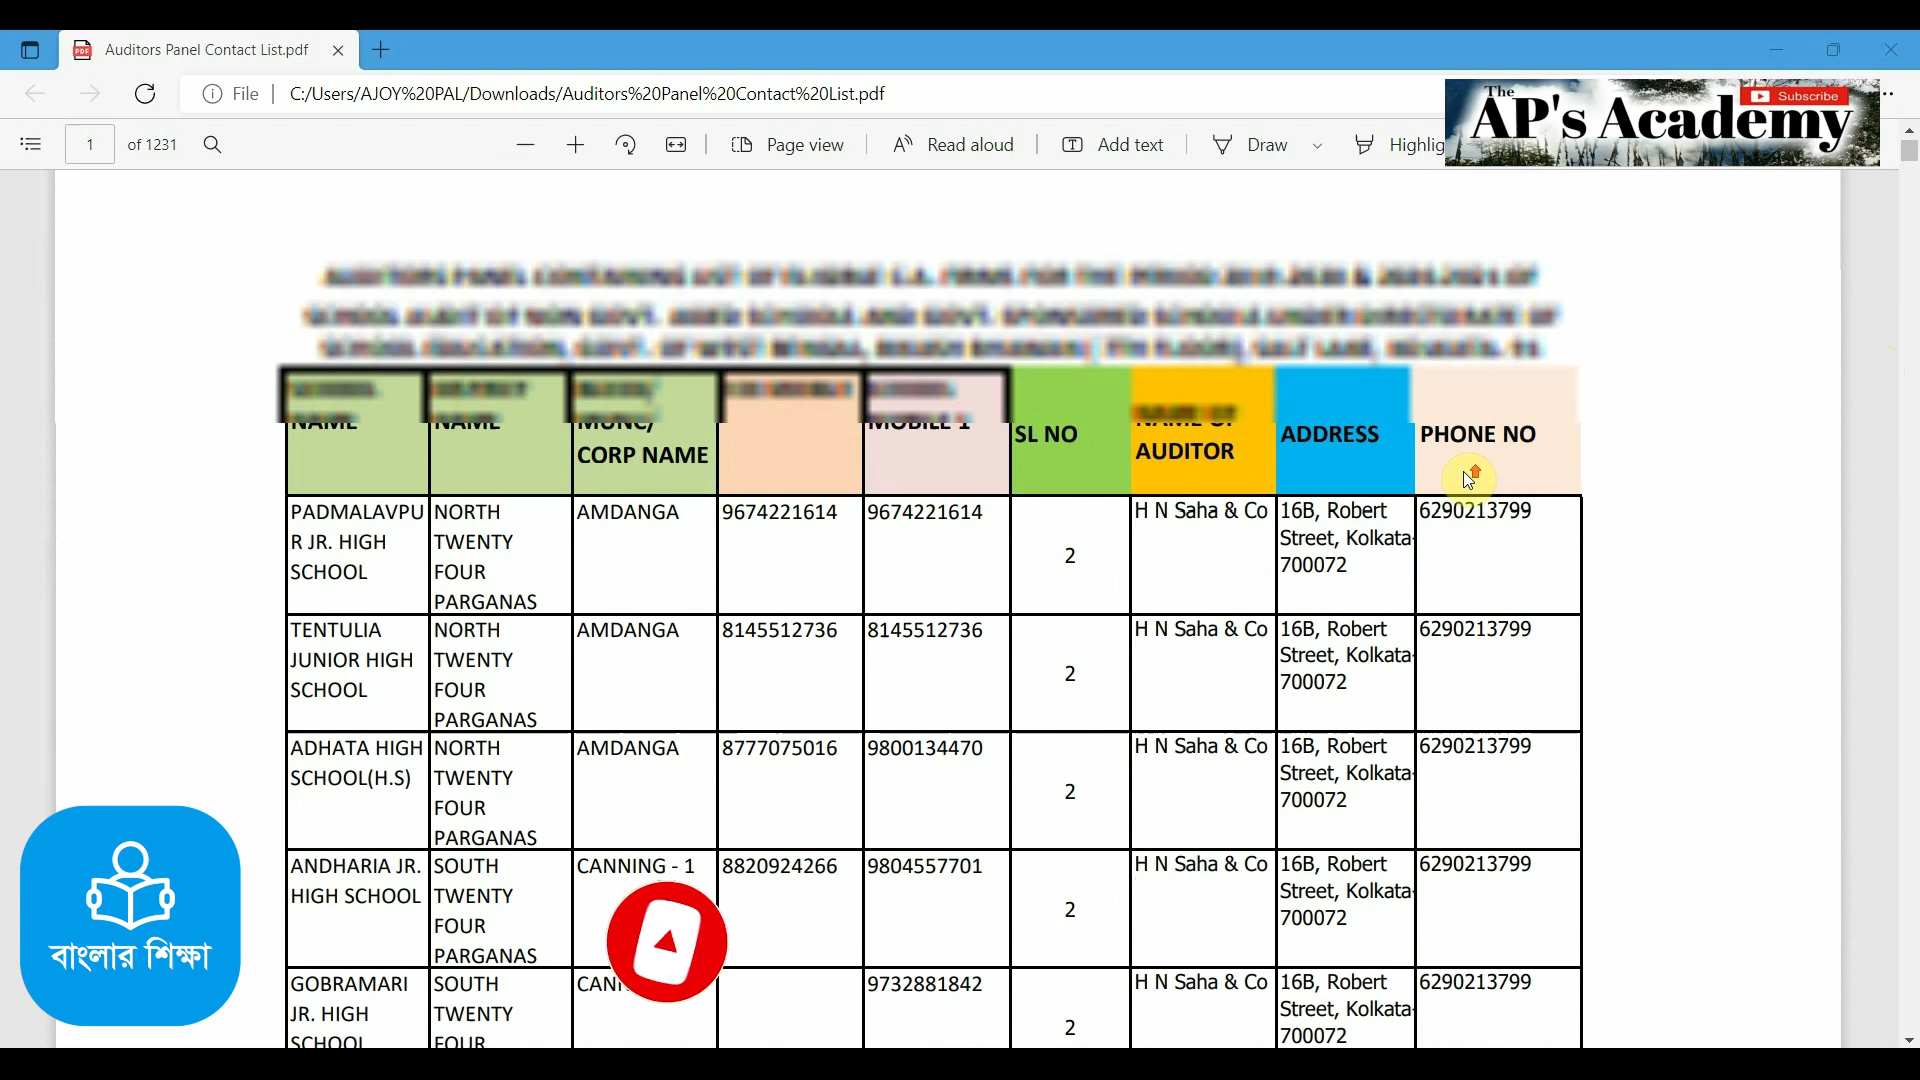 Auditors Panel Contact List.pdf
File
C:/Users/AJOY%20PAL/Downloads/Auditors%20Panel%20Contact%20List.pdf
The
AP's Academy
Subscribe
1 of 1231
Page view
Read aloud
Add text
Draw
Highlig
NAME NAME MUNC/ CORP NAME MOBILE 1 SL NO NAME OF AUDITOR ADDRESS PHONE NO
PADMALAVPU NORTH AMDANGA 9674221614 9674221614 H N Saha & Co 16B, Robert 6290213799
R JR. HIGH TWENTY Street, Kolkata-
SCHOOL FOUR 2 700072
PARGANAS
TENTULIA NORTH AMDANGA 8145512736 8145512736 H N Saha & Co 16B, Robert 6290213799
JUNIOR HIGH TWENTY Street, Kolkata-
SCHOOL FOUR 2 700072
PARGANAS
ADHATA HIGH NORTH AMDANGA 8777075016 9800134470 H N Saha & Co 16B, Robert 6290213799
SCHOOL(H.S) TWENTY Street, Kolkata-
FOUR 2 700072
PARGANAS
ANDHARIA JR. SOUTH CANNING - 1 8820924266 9804557701 H N Saha & Co 16B, Robert 6290213799
HIGH SCHOOL TWENTY Street, Kolkata-
FOUR 2 700072
PARGANAS
GOBRAMARI SOUTH 9732881842 H N Saha & Co 16B, Robert 6290213799
JR. HIGH TWENTY Street, Kolkata-
SCHOOL FOUR 2 700072
বাংলার শিক্ষা